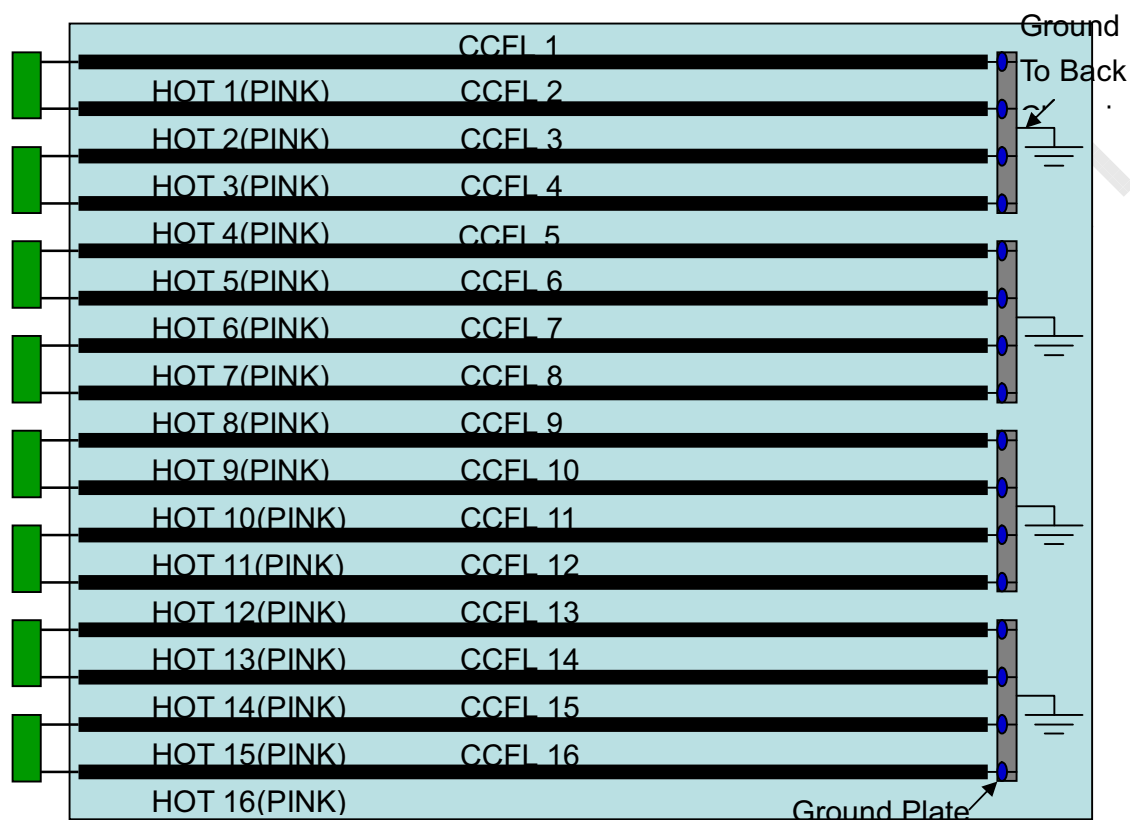 Ground
CCFL 1
To Back
HOT 1(PINK) CCFL 2
HOT 2(PINK) CCFL 3
HOT 3(PINK) CCFL 4
HOT 4(PINK) CCFL 5
HOT 5(PINK) CCFL 6
HOT 6(PINK) CCFL 7
HOT 7(PINK) CCFL 8
HOT 8(PINK) CCFL 9
HOT 9(PINK) CCFL 10
HOT 10(PINK) CCFL 11
HOT 11(PINK) CCFL 12
HOT 12(PINK) CCFL 13
HOT 13(PINK) CCFL 14
HOT 14(PINK) CCFL 15
HOT 15(PINK) CCFL 16
HOT 16(PINK)
Ground Plate